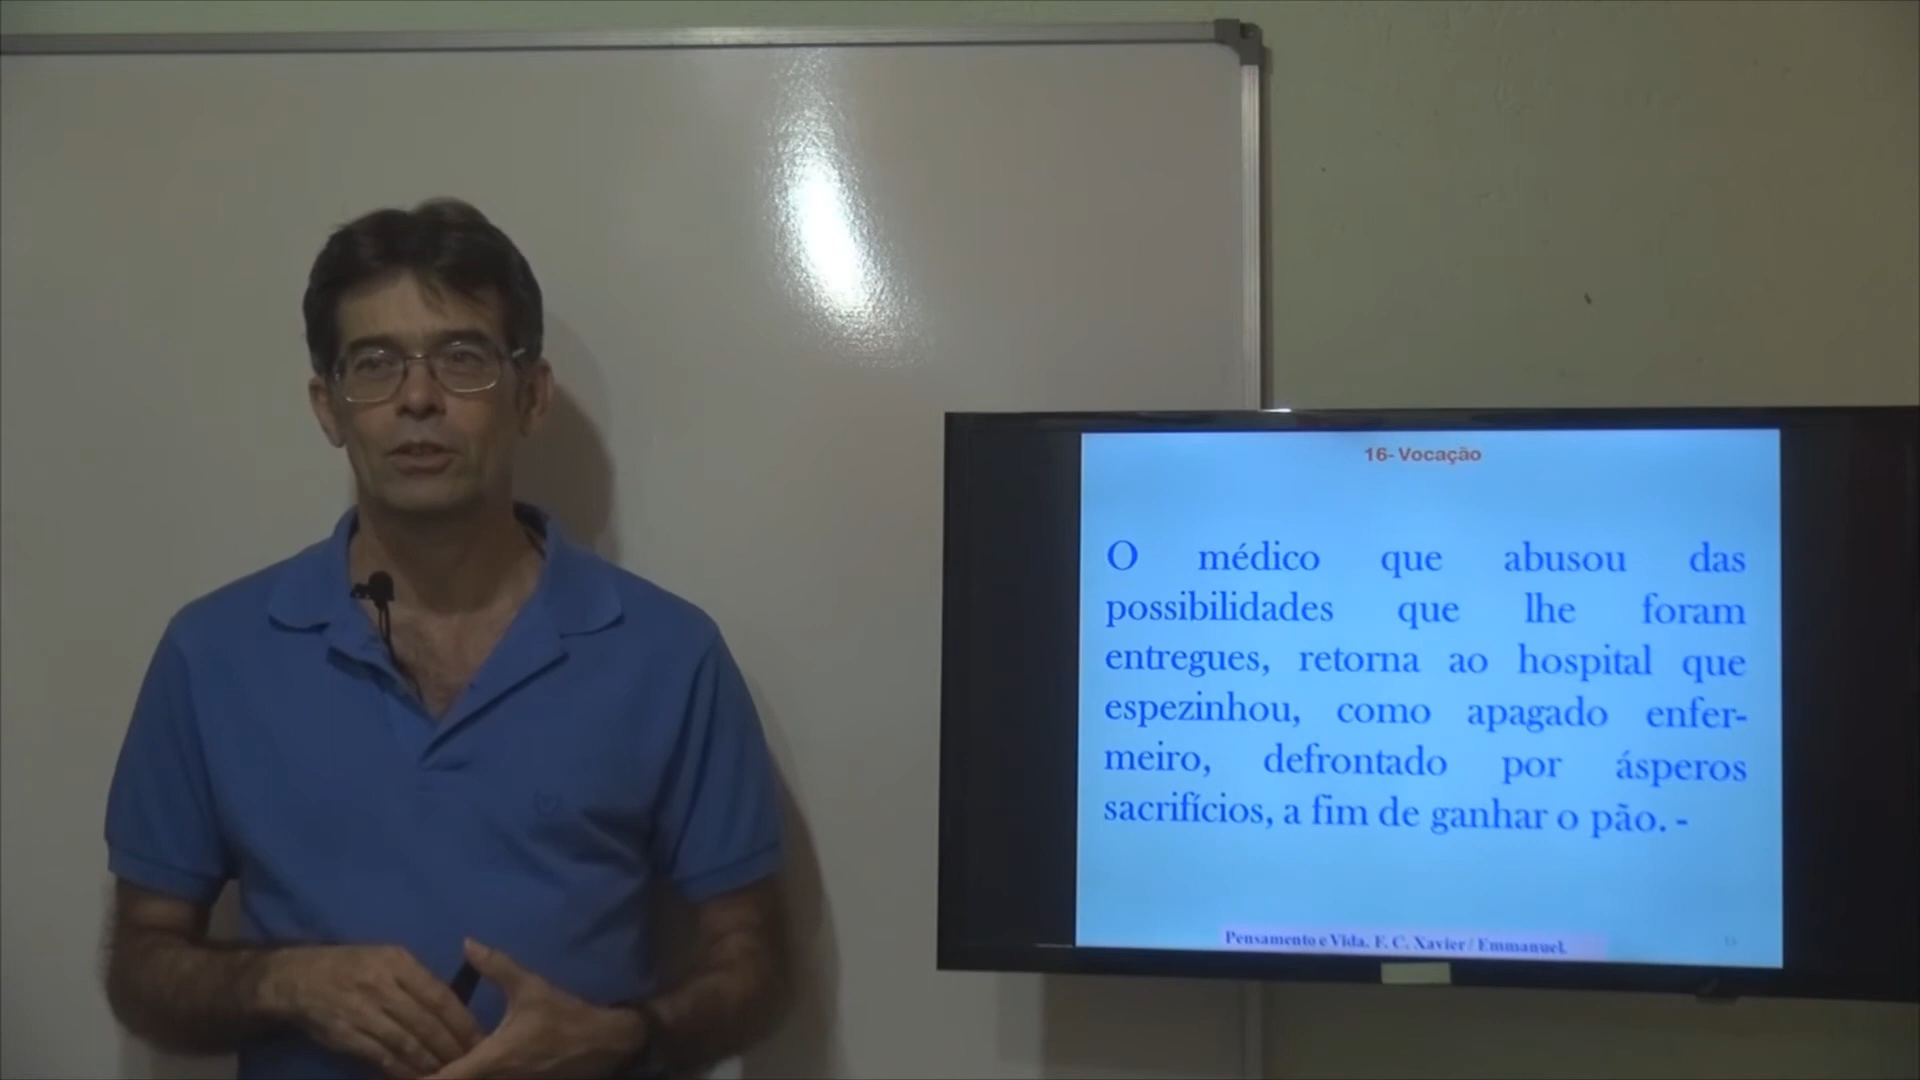 16- Vocação
O médico que abusou das
possibilidades que lhe foram
entregues, retorna ao hospital que
espezinhou, como apagado enfer-
meiro, defrontado por ásperos
sacrifícios, a fim de ganhar o pão. -
Pensamento e Vida. F. C. Xavier / Emmanuel.